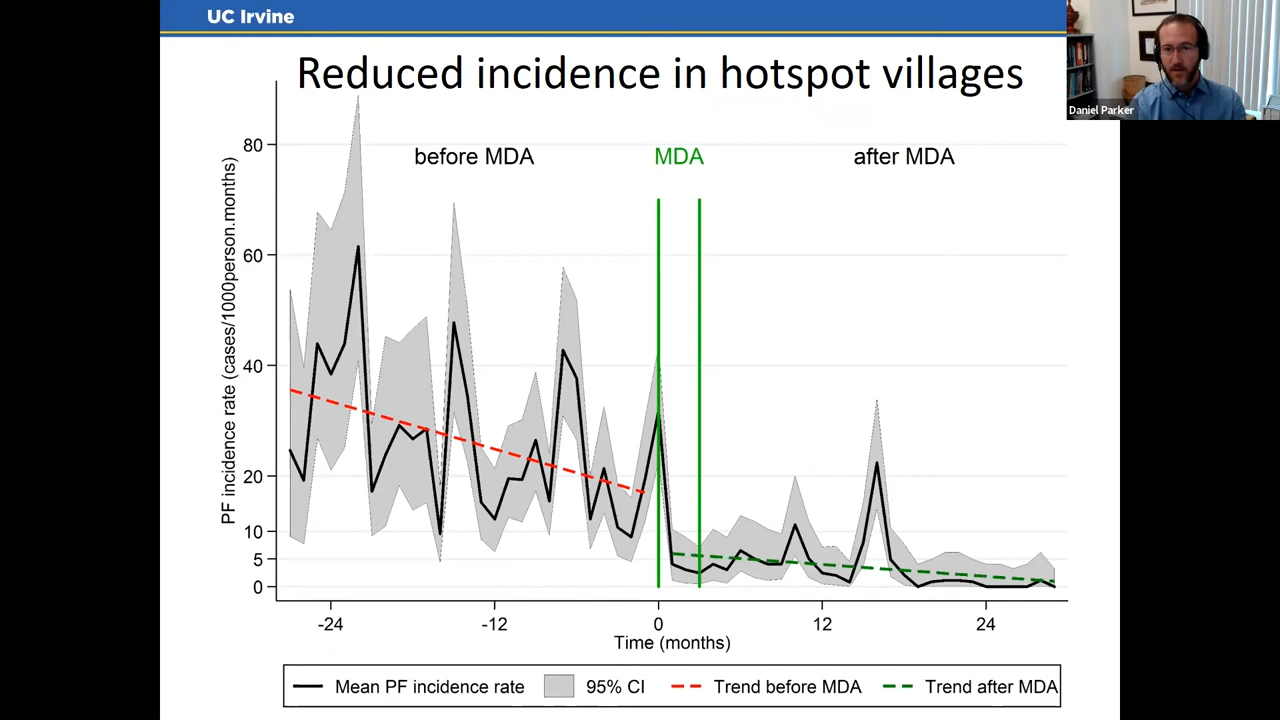 UC Irvine
Reduced incidence in hotspot villages
Daniel Parker
before MDA
MDA
after MDA
PF incidence rate (cases/1000person.months)
80
60
40
20
10
5
0
-24
-12
0
12
24
Time (months)
Mean PF incidence rate
95% CI
Trend before MDA
Trend after MDA